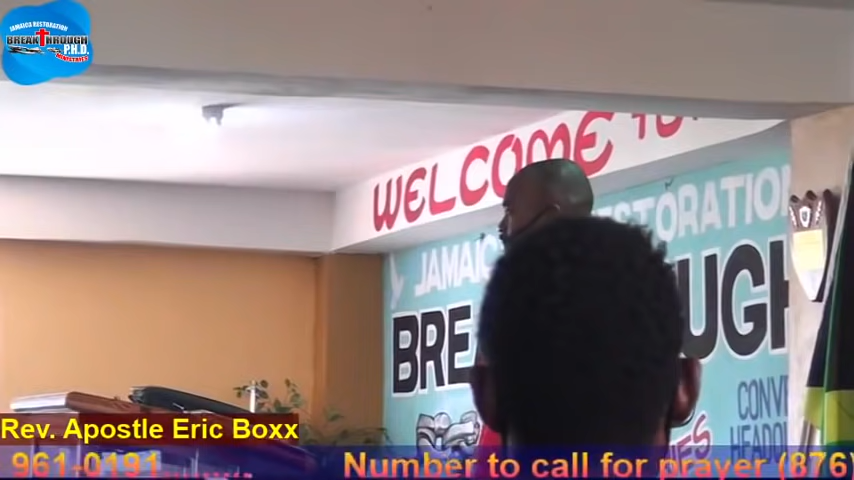 JAMAICA RESTORATION
BREAKTHROUGH
P.H.D.
MINISTRIES
WELCOME TO
JAMAIC RESTORATION
BRE UGH
CONV
HEADQ
Rev. Apostle Eric Boxx
961-0191 Number to call for prayer (876)